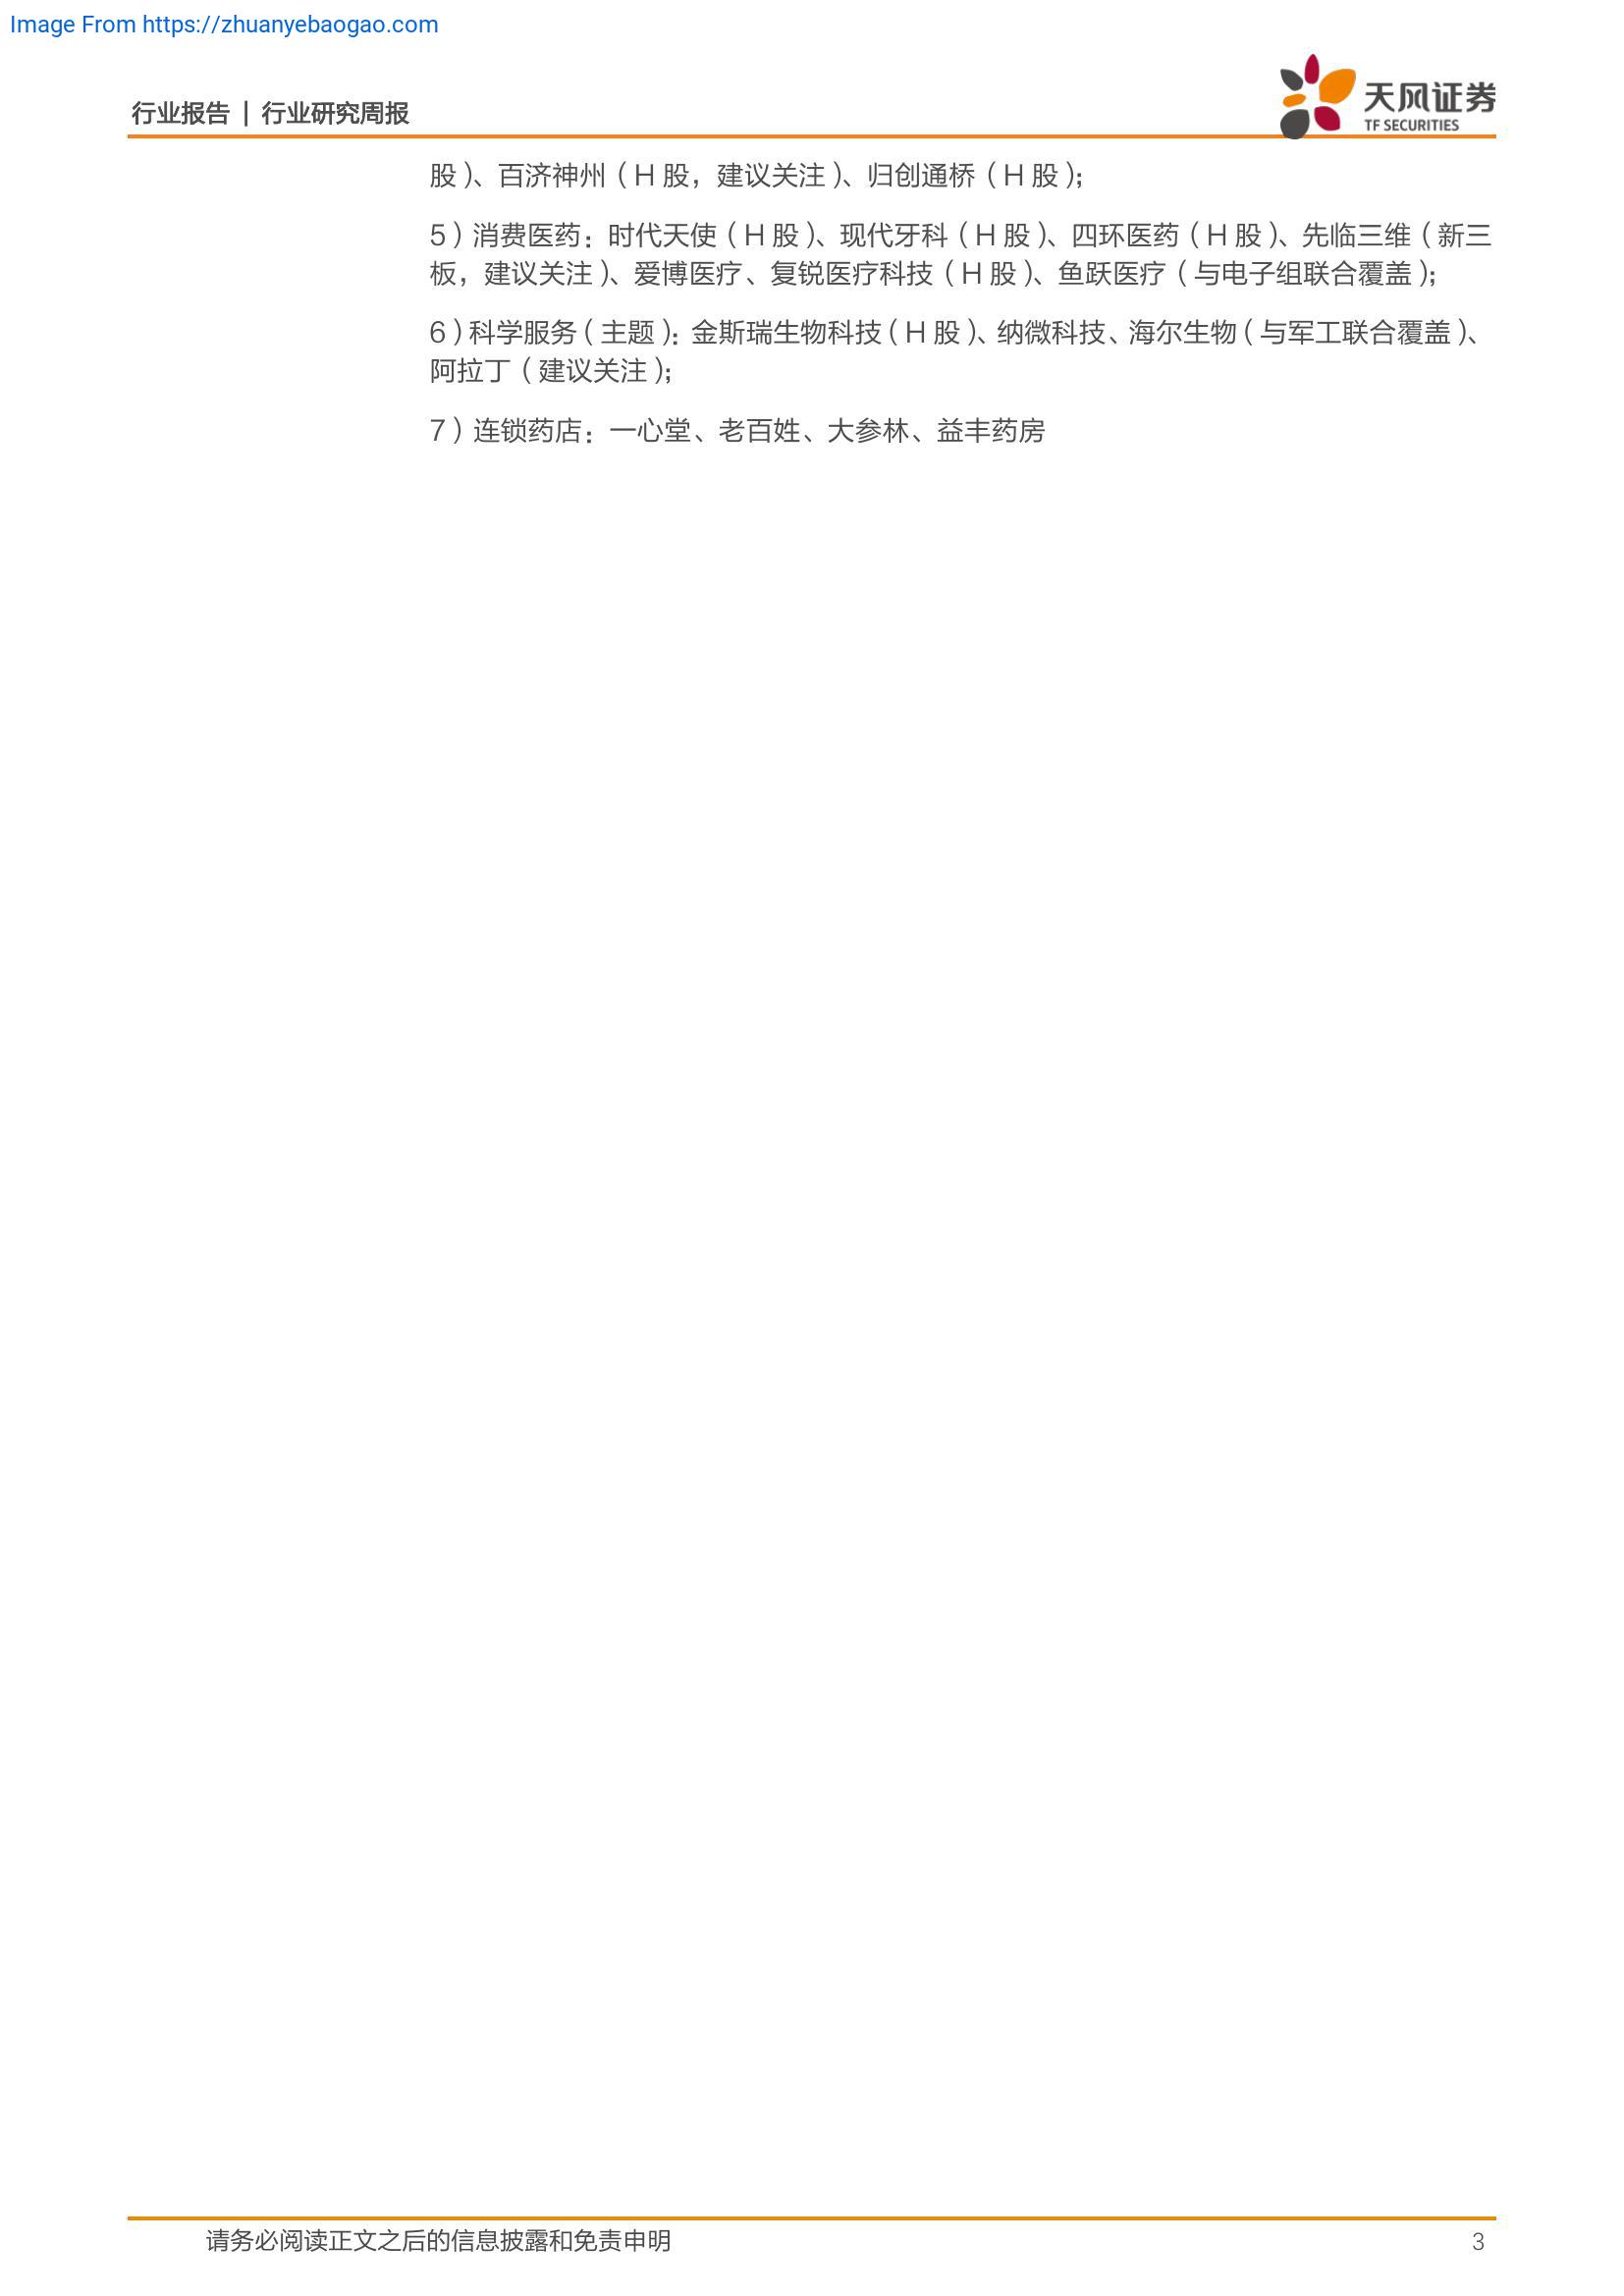 Image From https://zhuanyebaogao.com
行业报告 | 行业研究周报
天风证券
TF SECURITIES
股）、百济神州（H 股，建议关注）、归创通桥（H 股）；
5）消费医药：时代天使（H 股）、现代牙科（H 股）、四环医药（H 股）、先临三维（新三
板，建议关注）、爱博医疗、复锐医疗科技（H 股）、鱼跃医疗（与电子组联合覆盖）；
6）科学服务（主题）：金斯瑞生物科技（H 股）、纳微科技、海尔生物（与军工联合覆盖）、
阿拉丁（建议关注）；
7）连锁药店：一心堂、老百姓、大参林、益丰药房
请务必阅读正文之后的信息披露和免责申明
3